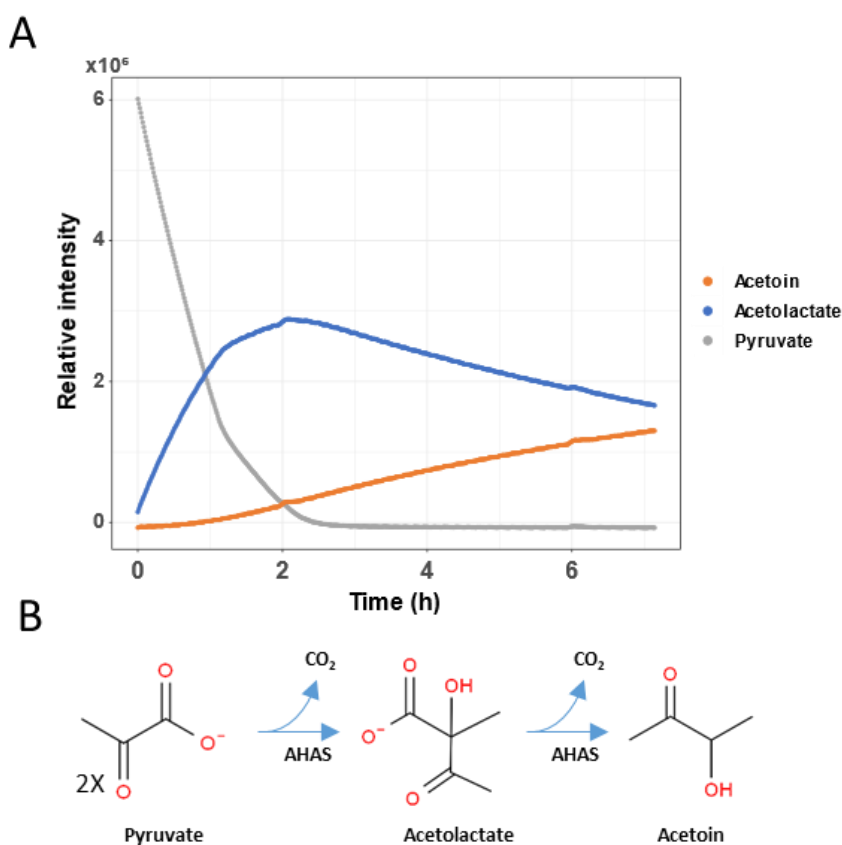 A
x10⁶
6
4
2
0
Relative intensity
0 2 4 6
Time (h)
Acetoin
Acetolactate
Pyruvate
B
CO₂
CO₂
O
O
OH
O
O⁻
O⁻
AHAS
AHAS
2X
O
O
OH
Pyruvate Acetolactate Acetoin